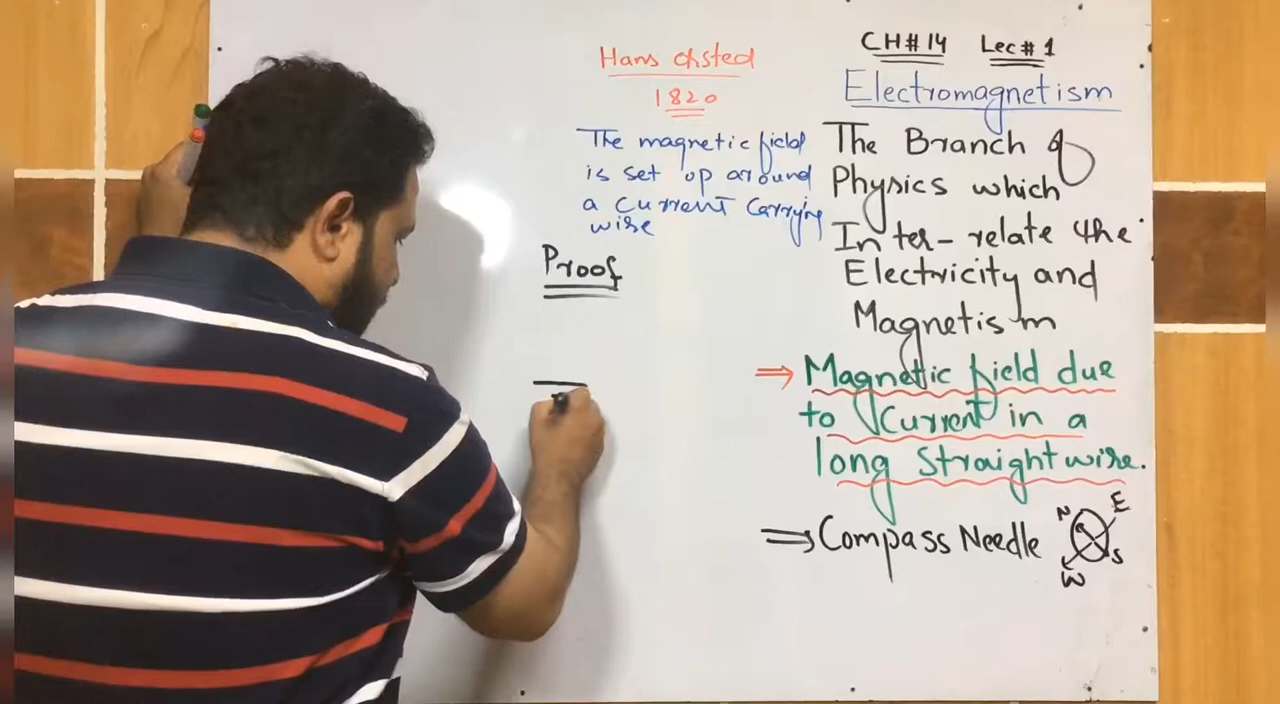 CH#14 Lec#1
Electromagnetism
The Branch of
Physics which
Inter-relate the
Electricity and
Magnetism
⇒ Magnetic field due
to Current in a
long Straight wire.
⇒ Compass Needle
N E
W S
Hans Orsted
1820
The magnetic field
is set up around
a current carrying
wire
Proof